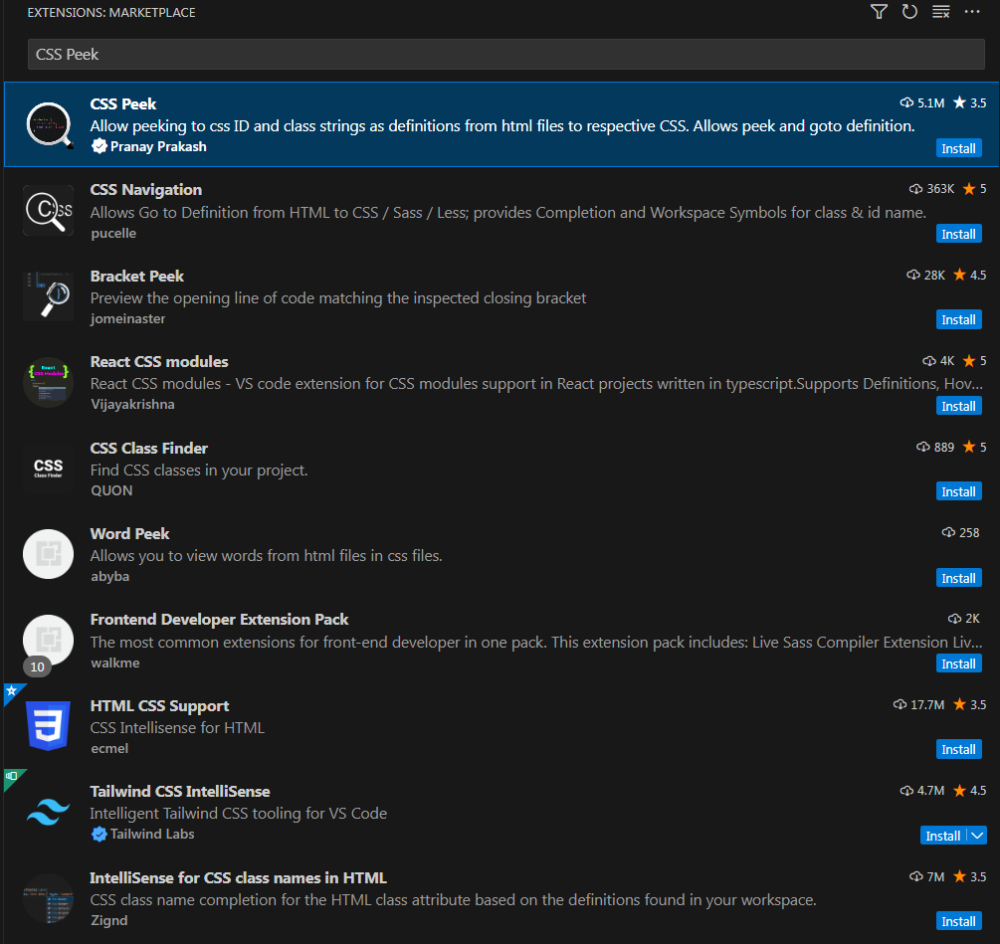 EXTENSIONS: MARKETPLACE
CSS Peek
CSS Peek 5.1M 3.5
Allow peeking to css ID and class strings as definitions from html files to respective CSS. Allows peek and goto definition.
Pranay Prakash Install
CSS Navigation 363K 5
Allows Go to Definition from HTML to CSS / Sass / Less; provides Completion and Workspace Symbols for class & id name.
pucelle Install
Bracket Peek 28K 4.5
Preview the opening line of code matching the inspected closing bracket
jomeinaster Install
React CSS modules 4K 5
React CSS modules - VS code extension for CSS modules support in React projects written in typescript.Supports Definitions, Hov...
Vijayakrishna Install
CSS
Class Finder
CSS Class Finder 889 5
Find CSS classes in your project.
QUON Install
Word Peek 258
Allows you to view words from html files in css files.
abyba Install
Frontend Developer Extension Pack 2K
The most common extensions for front-end developer in one pack. This extension pack includes: Live Sass Compiler Extension Liv...
10 walkme Install
HTML CSS Support 17.7M 3.5
CSS Intellisense for HTML
ecmel Install
Tailwind CSS IntelliSense 4.7M 4.5
Intelligent Tailwind CSS tooling for VS Code
Tailwind Labs Install
IntelliSense for CSS class names in HTML 7M 3.5
CSS class name completion for the HTML class attribute based on the definitions found in your workspace.
Zignd Install